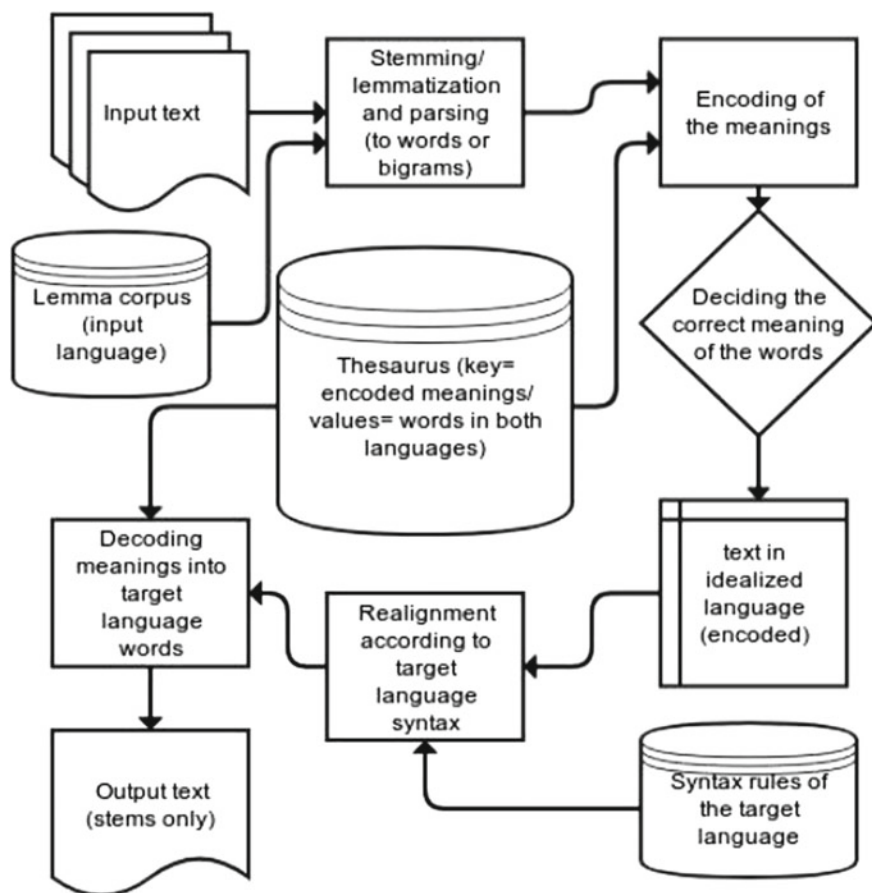 Input text
Stemming/
lemmatization
and parsing
(to words or
bigrams)
Encoding of
the meanings
Lemma corpus
(input
language)
Thesaurus (key=
encoded meanings/
values= words in both
languages)
Deciding the
correct meaning
of the words
Decoding
meanings into
target
language
words
Realignment
according to
target
language
syntax
text in
idealized
language
(encoded)
Output text
(stems only)
Syntax rules of
the target
language